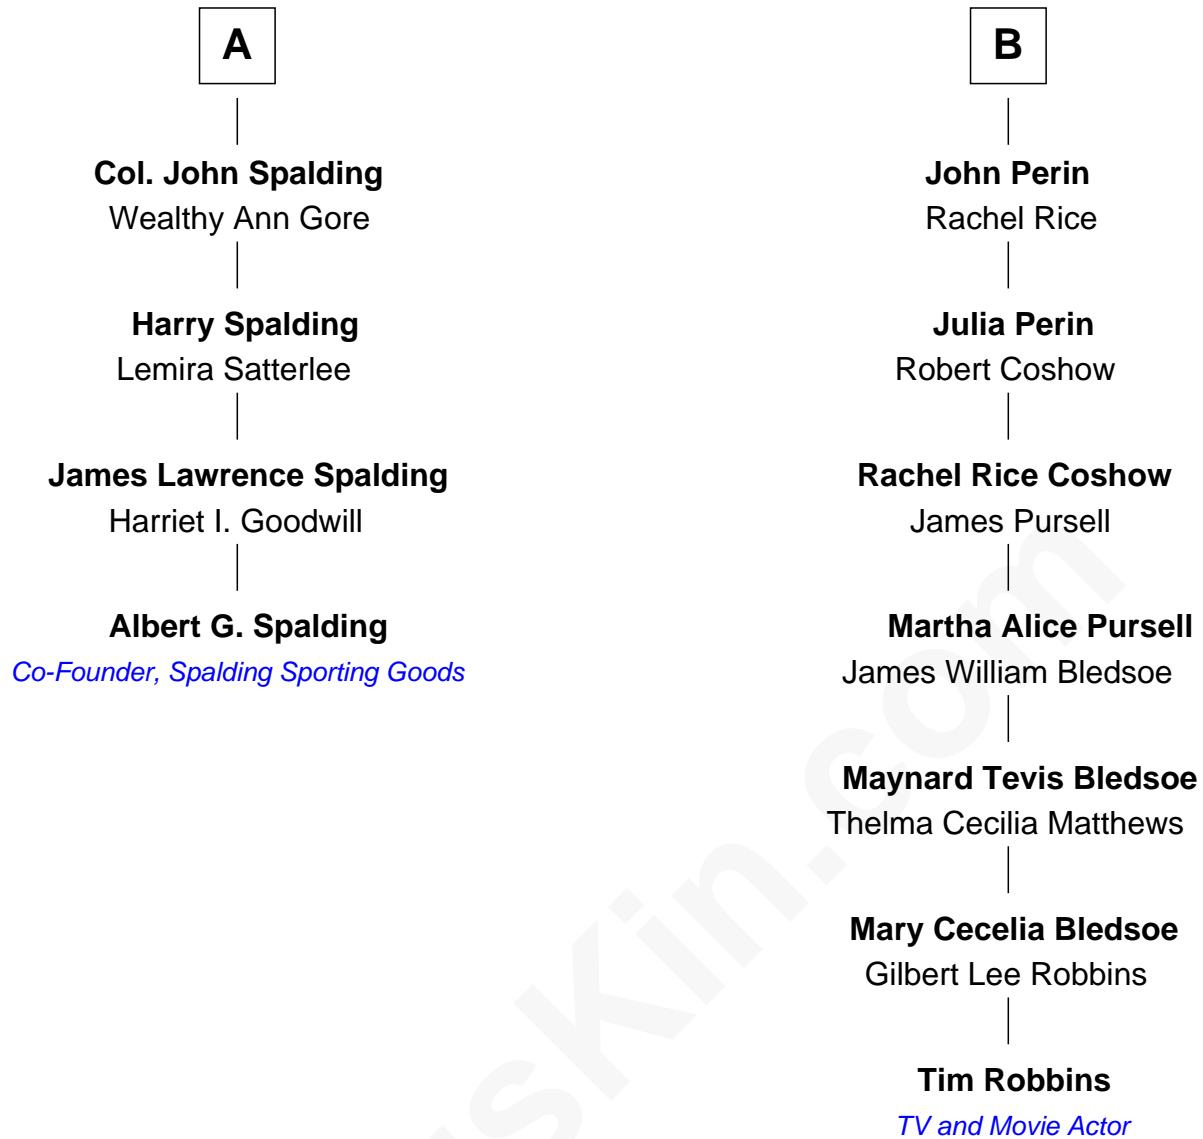 A
Col. John Spalding
Wealthy Ann Gore
Harry Spalding
Lemira Satterlee
James Lawrence Spalding
Harriet I. Goodwill
Albert G. Spalding
Co-Founder, Spalding Sporting Goods
B
John Perin
Rachel Rice
Julia Perin
Robert Coshow
Rachel Rice Coshow
James Pursell
Martha Alice Pursell
James William Bledsoe
Maynard Tevis Bledsoe
Thelma Cecilia Matthews
Mary Cecelia Bledsoe
Gilbert Lee Robbins
Tim Robbins
TV and Movie Actor